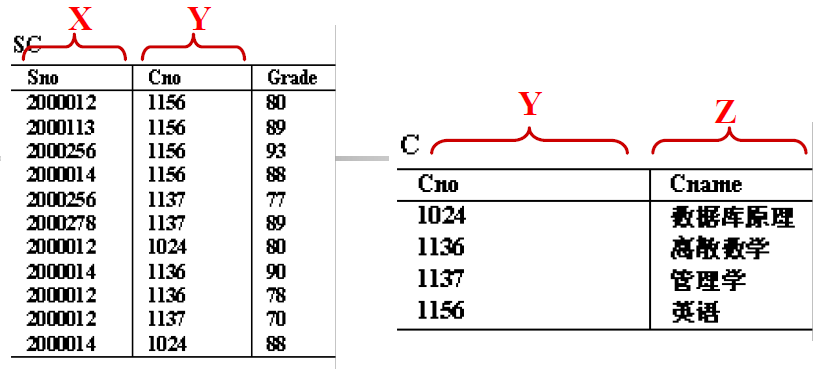 X Y
SC
Sno Cno Grade
2000012 1156 80
2000113 1156 89
2000256 1156 93
2000014 1156 88
2000256 1137 77
2000278 1137 89
2000012 1024 80
2000014 1136 90
2000012 1136 78
2000012 1137 70
2000014 1024 88
Y Z
C
Cno Cname
1024 数据库原理
1136 离散数学
1137 管理学
1156 英语